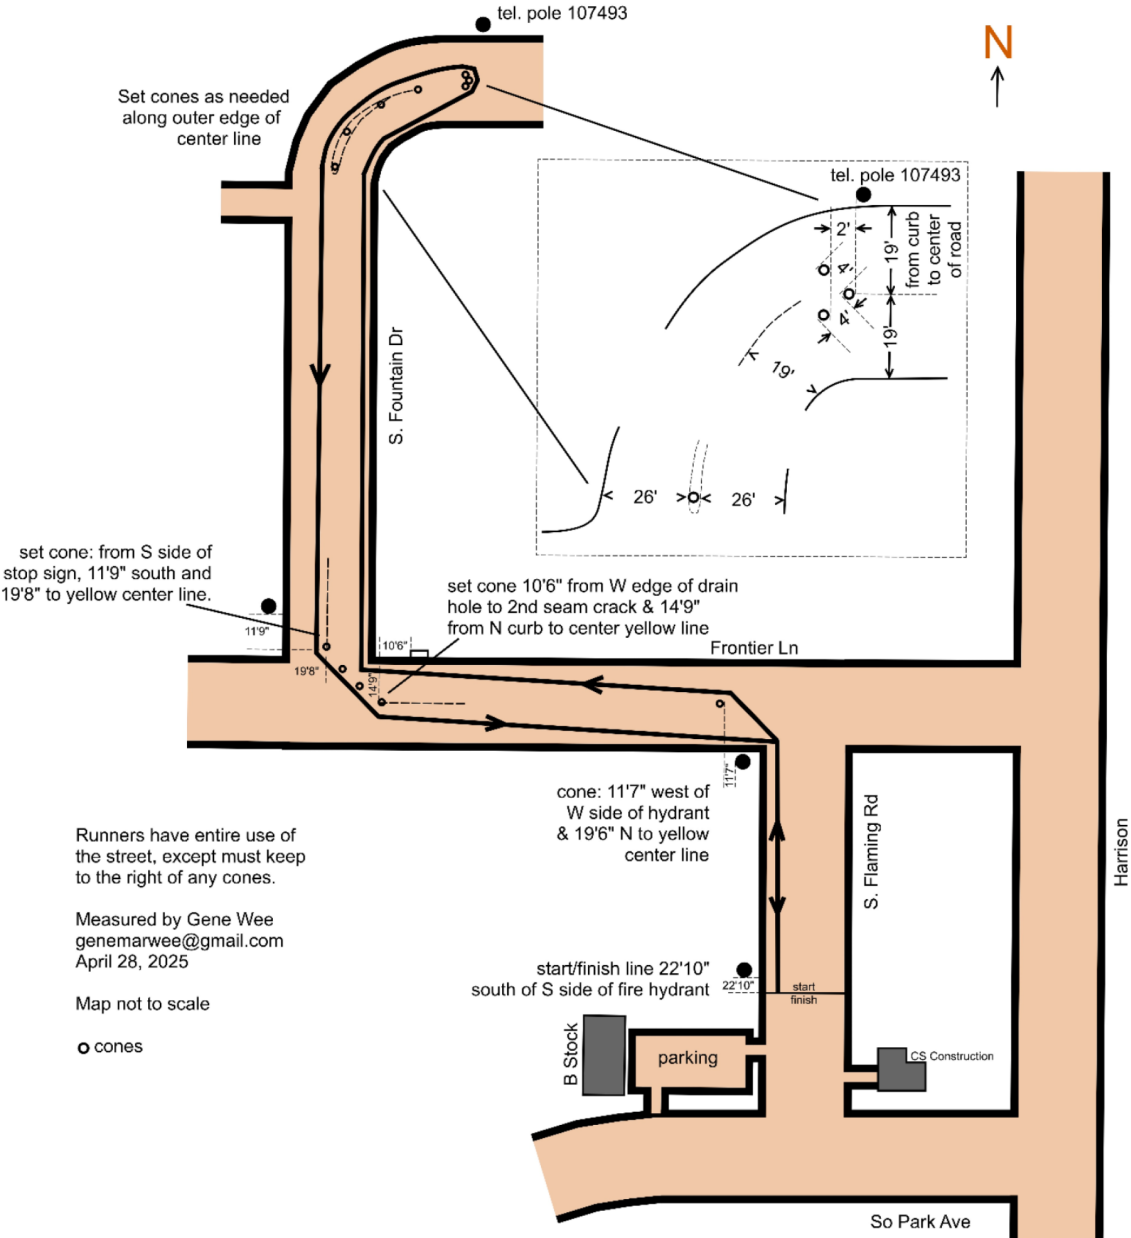 tel. pole 107493
N
Set cones as needed
along outer edge of
center line
tel. pole 107493
2'
4'
4'
19'
19'
from curb
to center
of road
19'
26'
26'
S. Fountain Dr
set cone: from S side of
stop sign, 11'9" south and
19'8" to yellow center line.
11'9"
19'8"
set cone 10'6" from W edge of drain
hole to 2nd seam crack & 14'9"
from N curb to center yellow line
10'6"
14'9"
Frontier Ln
11'7"
cone: 11'7" west of
W side of hydrant
& 19'6" N to yellow
center line
S. Flaming Rd
Harrison
Runners have entire use of
the street, except must keep
to the right of any cones.
Measured by Gene Wee
genemarwee@gmail.com
April 28, 2025
Map not to scale
cones
start/finish line 22'10"
south of S side of fire hydrant
22'10"
start
finish
B Stock
parking
CS Construction
So Park Ave